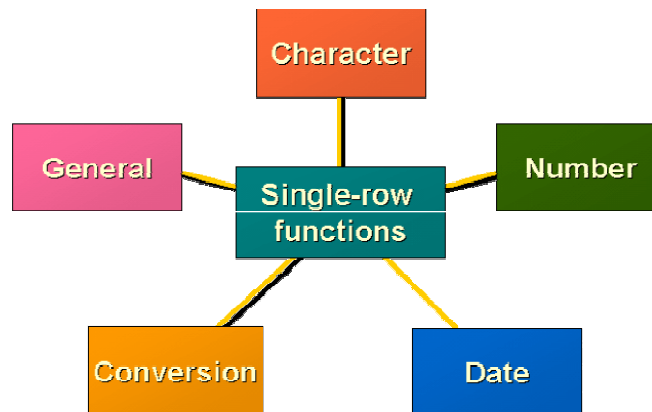 Character
General
Number
Single-row
functions
Conversion
Date